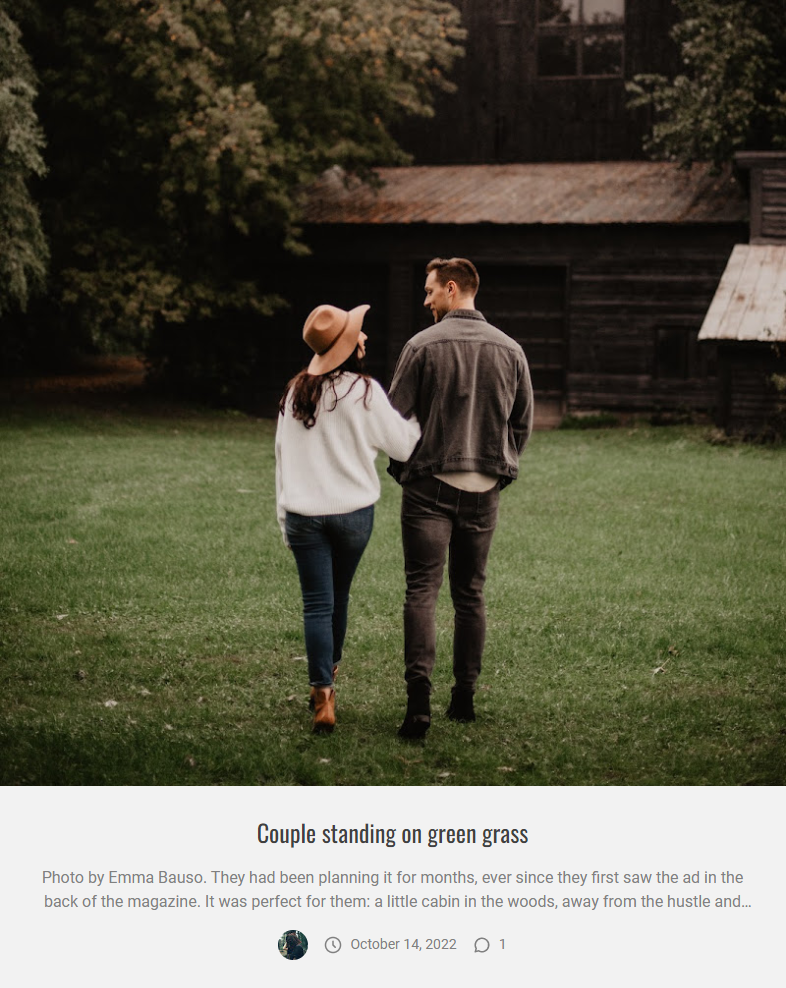 Couple standing on green grass
Photo by Emma Bauso. They had been planning it for months, ever since they first saw the ad in the
back of the magazine. It was perfect for them: a little cabin in the woods, away from the hustle and...
October 14, 2022 1